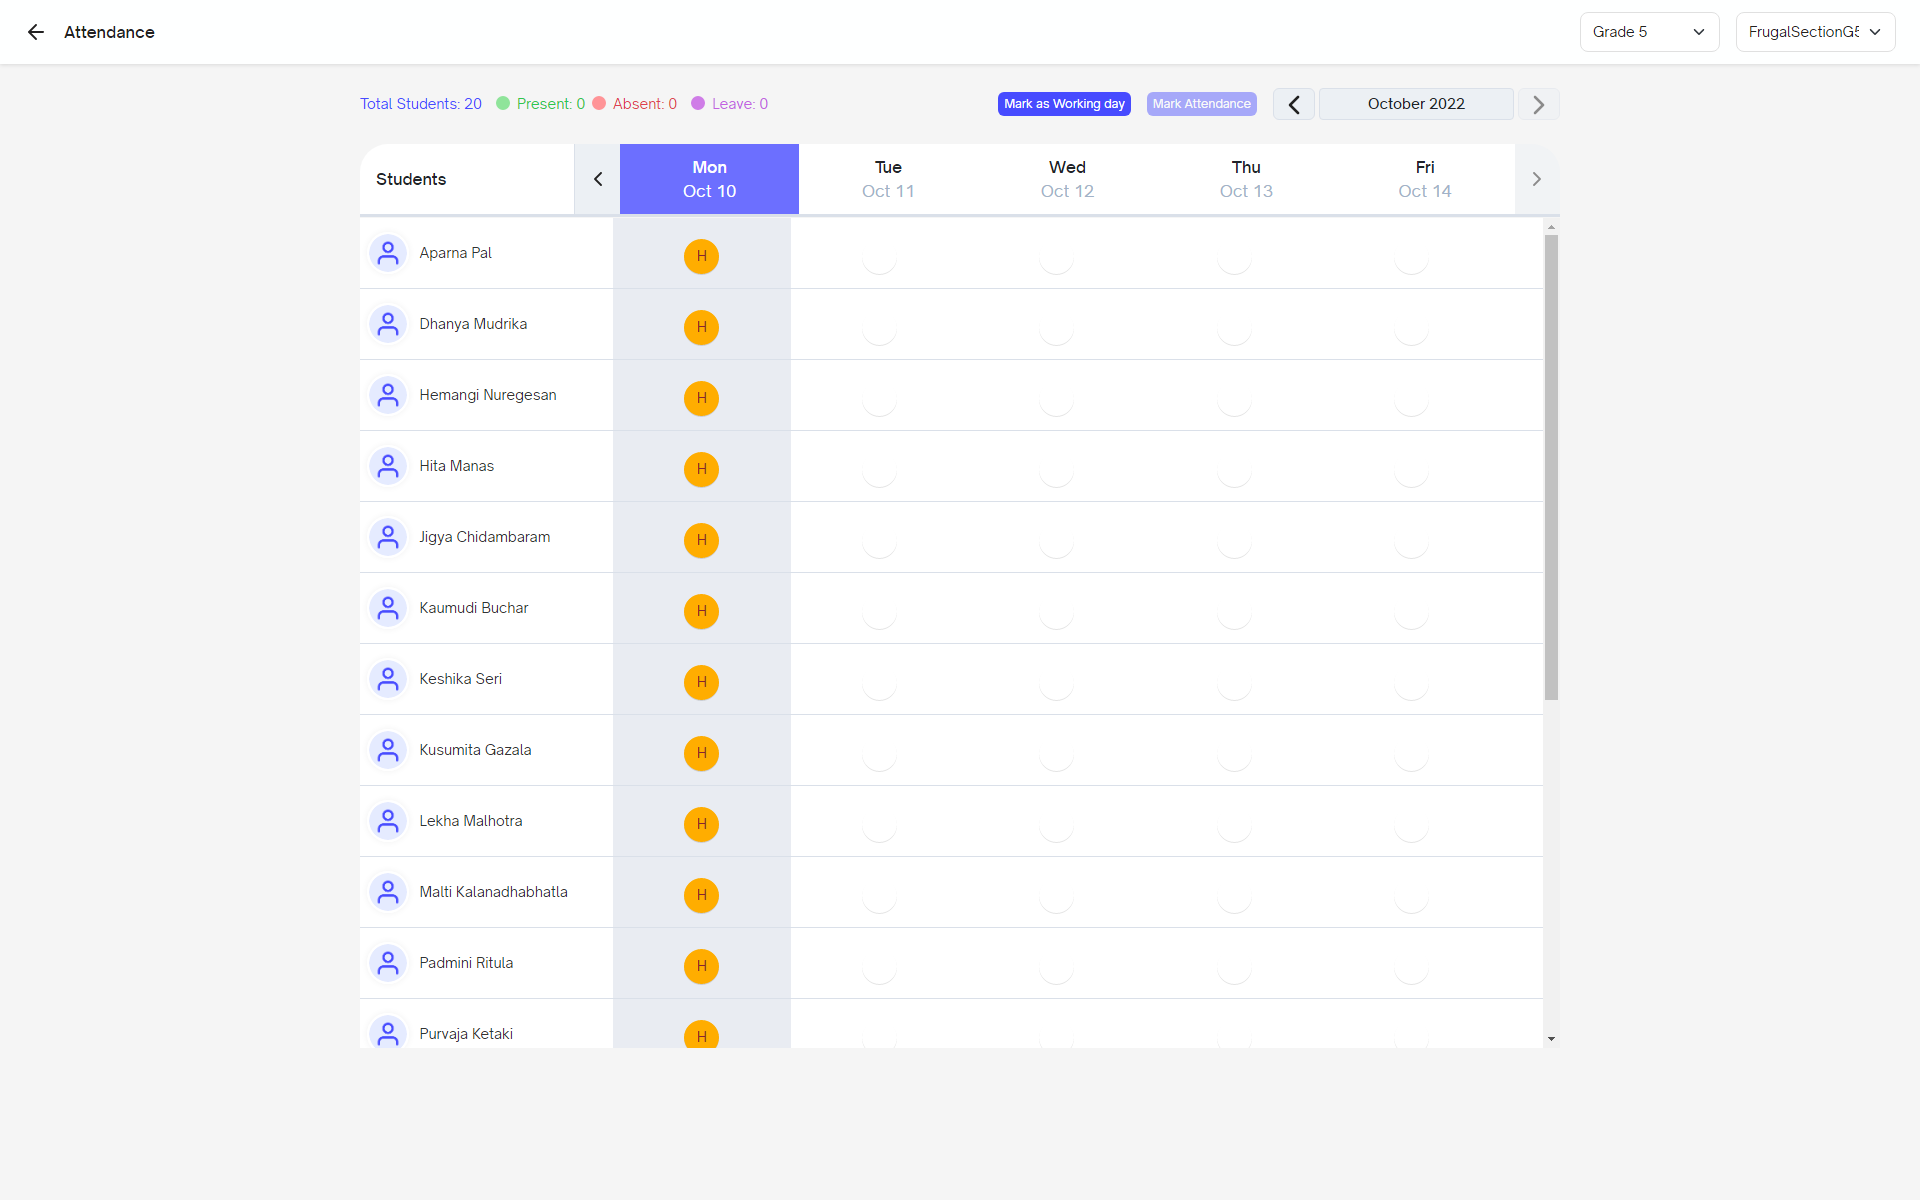 Attendance
Grade 5
FrugalSectionG5
Total Students: 20 Present: 0 Absent: 0 Leave: 0
Mark as Working day
Mark Attendance
October 2022
Students
Mon
Oct 10
Tue
Oct 11
Wed
Oct 12
Thu
Oct 13
Fri
Oct 14
Aparna Pal H
Dhanya Mudrika H
Hemangi Nuregesan H
Hita Manas H
Jigya Chidambaram H
Kaumudi Buchar H
Keshika Seri H
Kusumita Gazala H
Lekha Malhotra H
Malti Kalanadhabhatla H
Padmini Ritula H
Purvaja Ketaki H